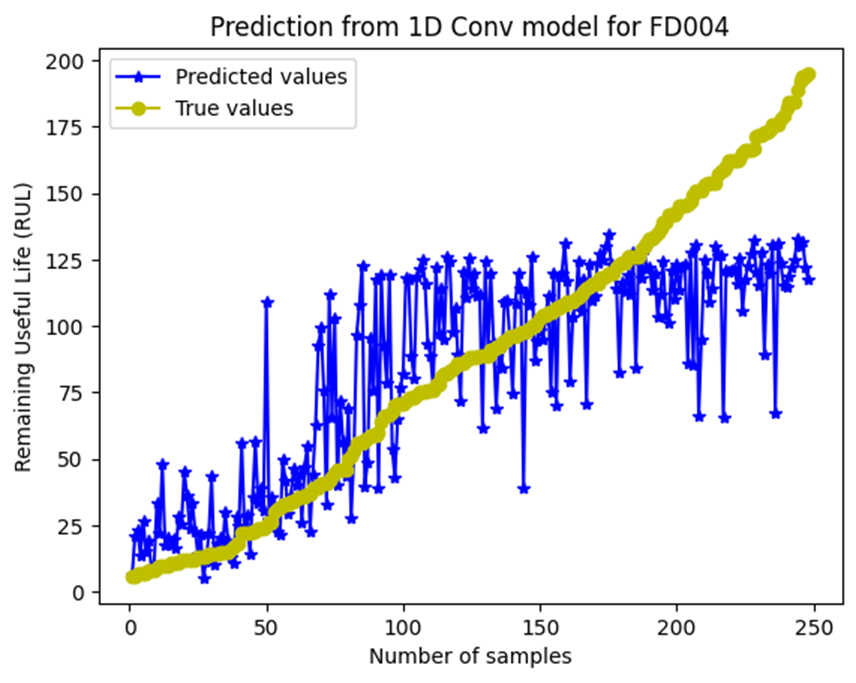 Prediction from 1D Conv model for FD004
Predicted values
True values
200
175
150
125
100
75
50
25
0
Remaining Useful Life (RUL)
0 50 100 150 200 250
Number of samples